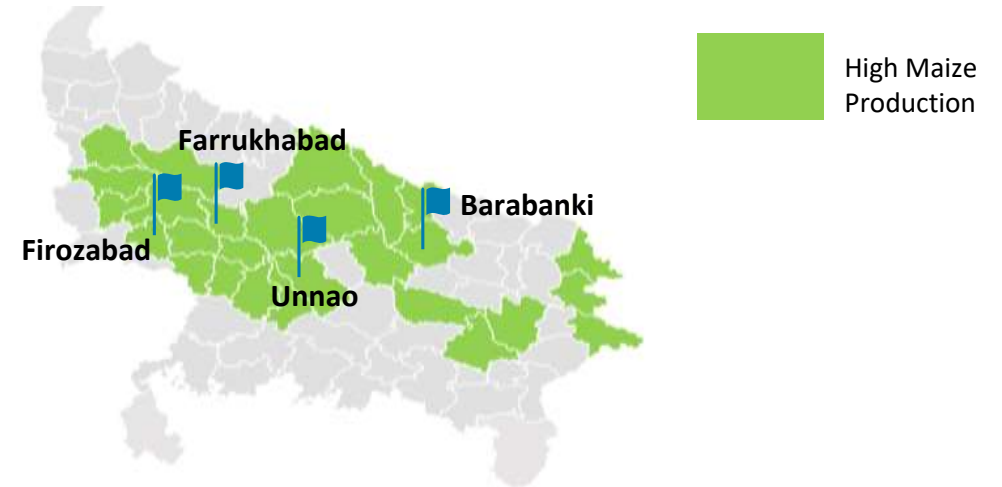 High Maize
Production
Farrukhabad
Barabanki
Firozabad
Unnao